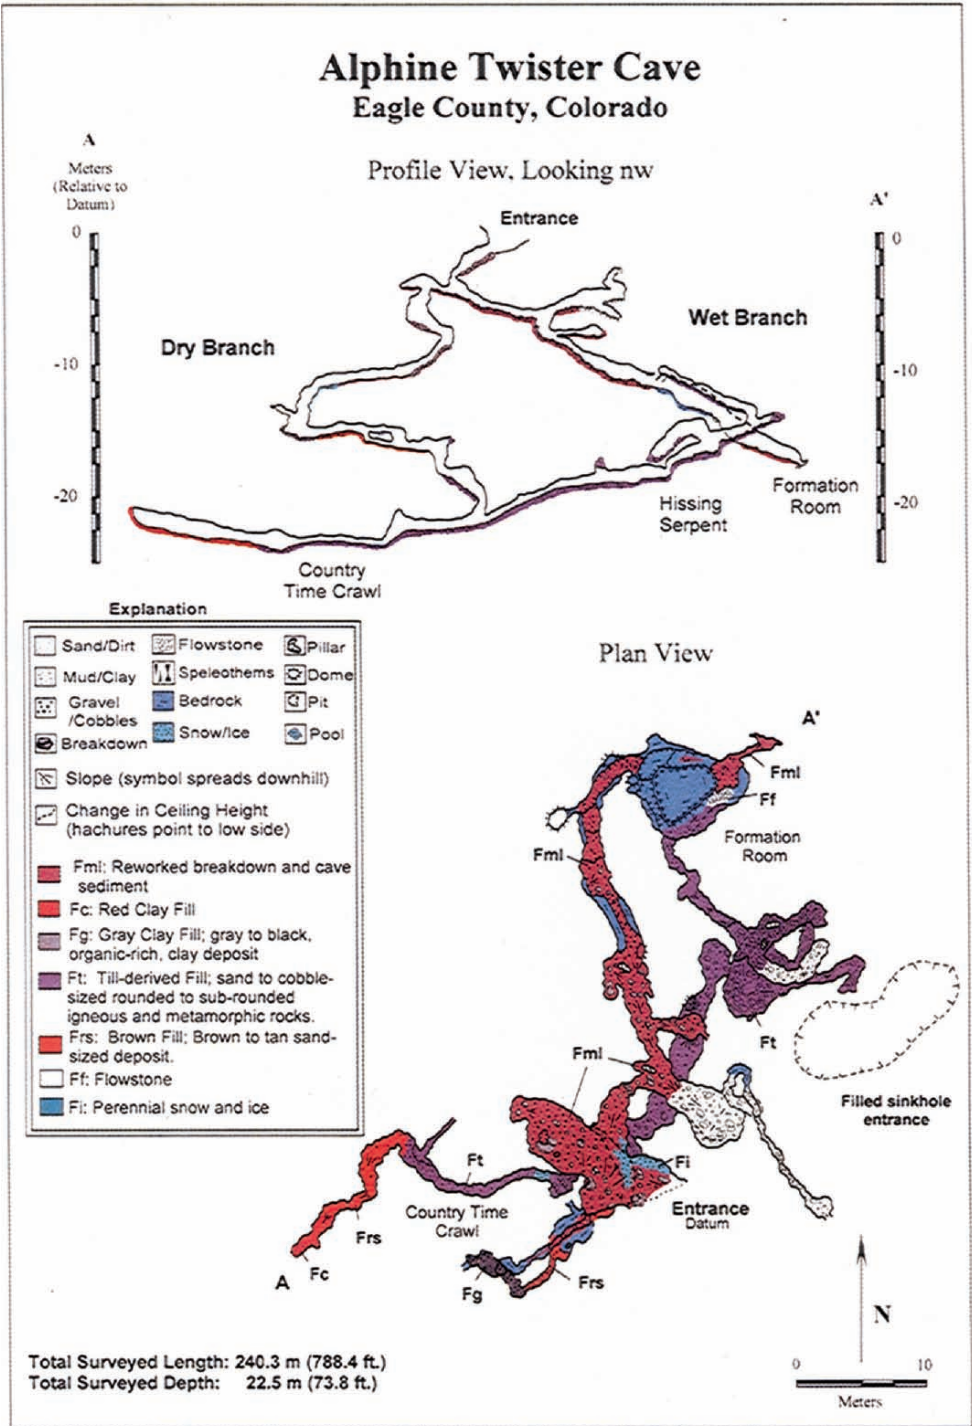 Alphine Twister Cave
Eagle County, Colorado
Profile View, Looking nw
A
Meters
(Relative to
Datum)
A'
Entrance
0
0
Dry Branch
Wet Branch
-10
-10
-20
-20
Hissing
Serpent
Formation
Room
Country
Time Crawl
Explanation
Sand/Dirt
Flowstone
Pillar
Mud/Clay
Speleothems
Dome
Gravel
/Cobbles
Bedrock
Pit
Breakdown
Snow/Ice
Pool
Slope (symbol spreads downhill)
Change in Ceiling Height
(hachures point to low side)
Fml: Reworked breakdown and cave
sediment
Fc: Red Clay Fill
Fg: Gray Clay Fill; gray to black,
organic-rich, clay deposit
Ft: Till-derived Fill; sand to cobble-
sized rounded to sub-rounded
igneous and metamorphic rocks.
Frs: Brown Fill; Brown to tan sand-
sized deposit.
Ff: Flowstone
Fi: Perennial snow and ice
Plan View
A'
Fml
Ff
Formation
Room
Fml
Ft
Fml
Filled sinkhole
entrance
Fi
Ft
Entrance
Datum
Country Time
Crawl
Frs
Fc
A
Fg
Frs
N
Total Surveyed Length: 240.3 m (788.4 ft.)
Total Surveyed Depth: 22.5 m (73.8 ft.)
0
10
Meters